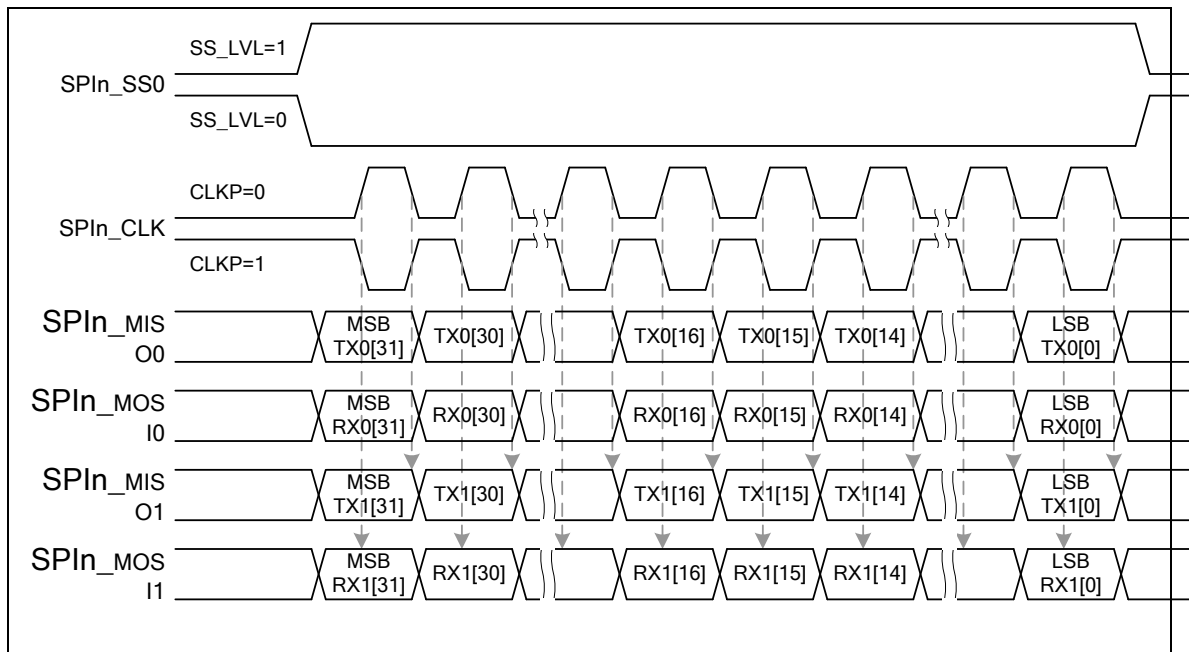 SS_LVL=1
SPIn_SS0
SS_LVL=0
CLKP=0
SPIn_CLK
CLKP=1
SPIn_MIS
O0
MSB
TX0[31]
TX0[30]
TX0[16]
TX0[15]
TX0[14]
LSB
TX0[0]
SPIn_MOS
I0
MSB
RX0[31]
RX0[30]
RX0[16]
RX0[15]
RX0[14]
LSB
RX0[0]
SPIn_MIS
O1
MSB
TX1[31]
TX1[30]
TX1[16]
TX1[15]
TX1[14]
LSB
TX1[0]
SPIn_MOS
I1
MSB
RX1[31]
RX1[30]
RX1[16]
RX1[15]
RX1[14]
LSB
RX1[0]